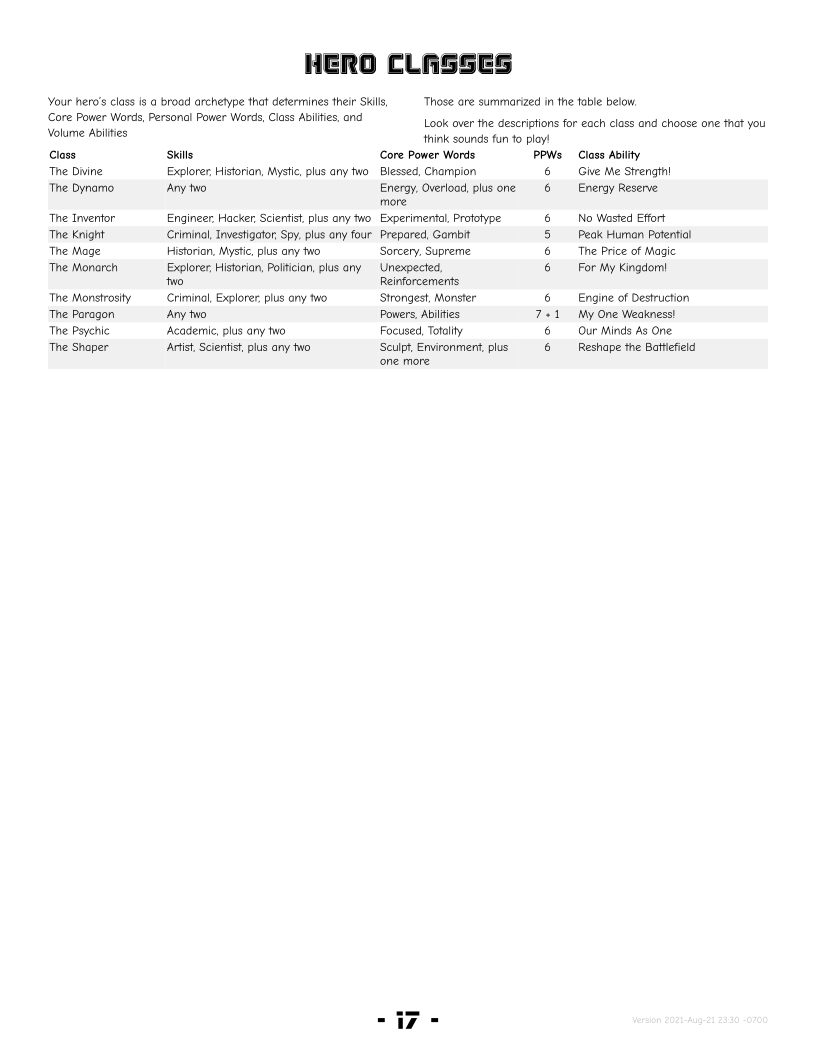 HERO CLASSES
Your hero's class is a broad archetype that determines their Skills,
Core Power Words, Personal Power Words, Class Abilities, and
Volume Abilities
Those are summarized in the table below.
Look over the descriptions for each class and choose one that you
think sounds fun to play!
Class Skills Core Power Words PPWs Class Ability
The Divine Explorer, Historian, Mystic, plus any two Blessed, Champion 6 Give Me Strength!
The Dynamo Any two Energy, Overload, plus one 6 Energy Reserve
more
The Inventor Engineer, Hacker, Scientist, plus any two Experimental, Prototype 6 No Wasted Effort
The Knight Criminal, Investigator, Spy, plus any four Prepared, Gambit 5 Peak Human Potential
The Mage Historian, Mystic, plus any two Sorcery, Supreme 6 The Price of Magic
The Monarch Explorer, Historian, Politician, plus any Unexpected, 6 For My Kingdom!
two Reinforcements
The Monstrosity Criminal, Explorer, plus any two Strongest, Monster 6 Engine of Destruction
The Paragon Any two Powers, Abilities 7 + 1 My One Weakness!
The Psychic Academic, plus any two Focused, Totality 6 Our Minds As One
The Shaper Artist, Scientist, plus any two Sculpt, Environment, plus 6 Reshape the Battlefield
one more
- 17 -
Version 2021-Aug-21 23:30 -0700